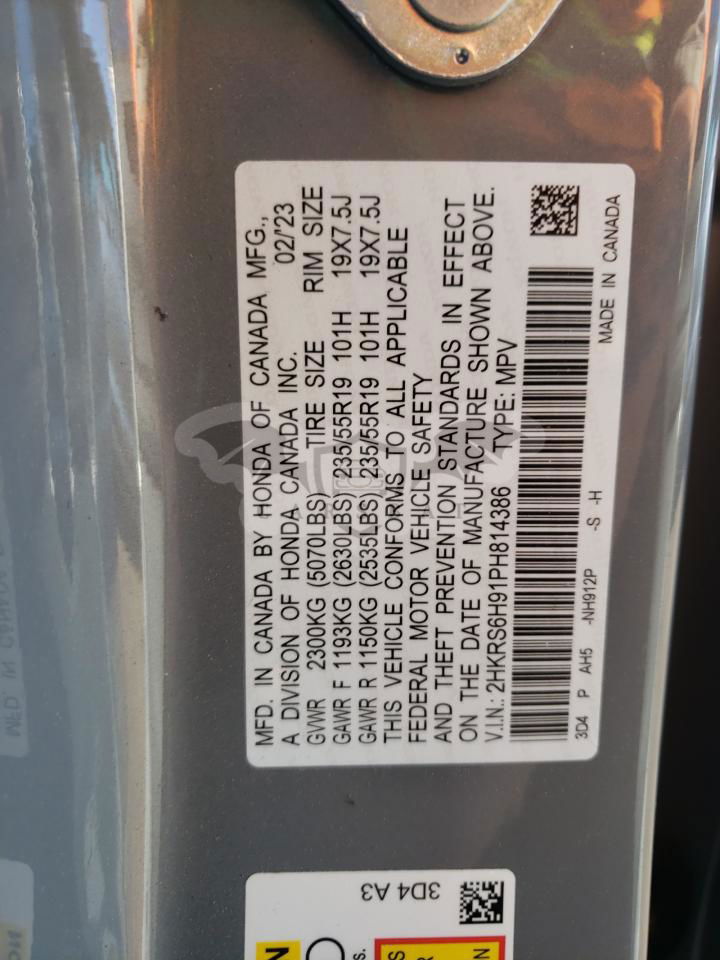 MFD. IN CANADA BY HONDA OF CANADA MFG.,
A DIVISION OF HONDA CANADA INC. 02/'23
GVWR 2300KG (5070LBS) TIRE SIZE RIM SIZE
GAWR F 1193KG (2630LBS) 235/55R19 101H 19X7.5J
GAWR R 1150KG (2535LBS) 235/55R19 101H 19X7.5J
THIS VEHICLE CONFORMS TO ALL APPLICABLE
FEDERAL MOTOR VEHICLE SAFETY
AND THEFT PREVENTION STANDARDS IN EFFECT
ON THE DATE OF MANUFACTURE SHOWN ABOVE.
V.I.N.: 2HKRS6H91PH814386 TYPE: MPV
3D4 P AH5 -NH912P -S -H
MADE IN CANADA
3D4 A3